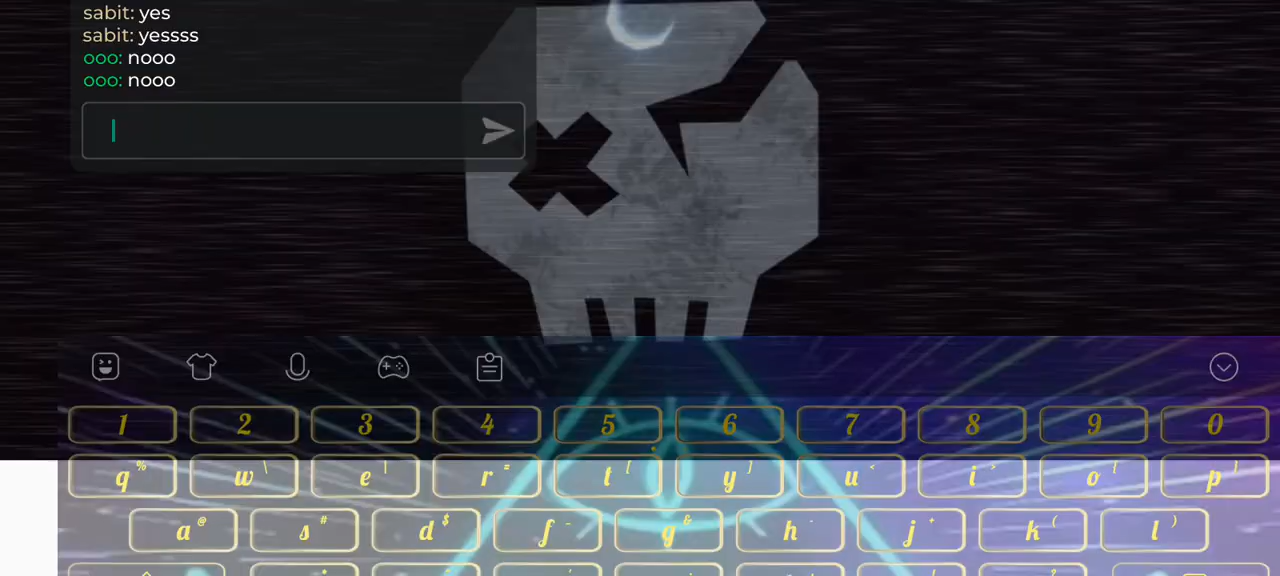 sabit: yes
sabit: yessss
ooo: nooo
ooo: nooo
1 2 3 4 5 6 7 8 9 0
q % w \ e | r = t [ y ] u < i > o { p }
a @ s # d $ f - g & h - j + k ( l )